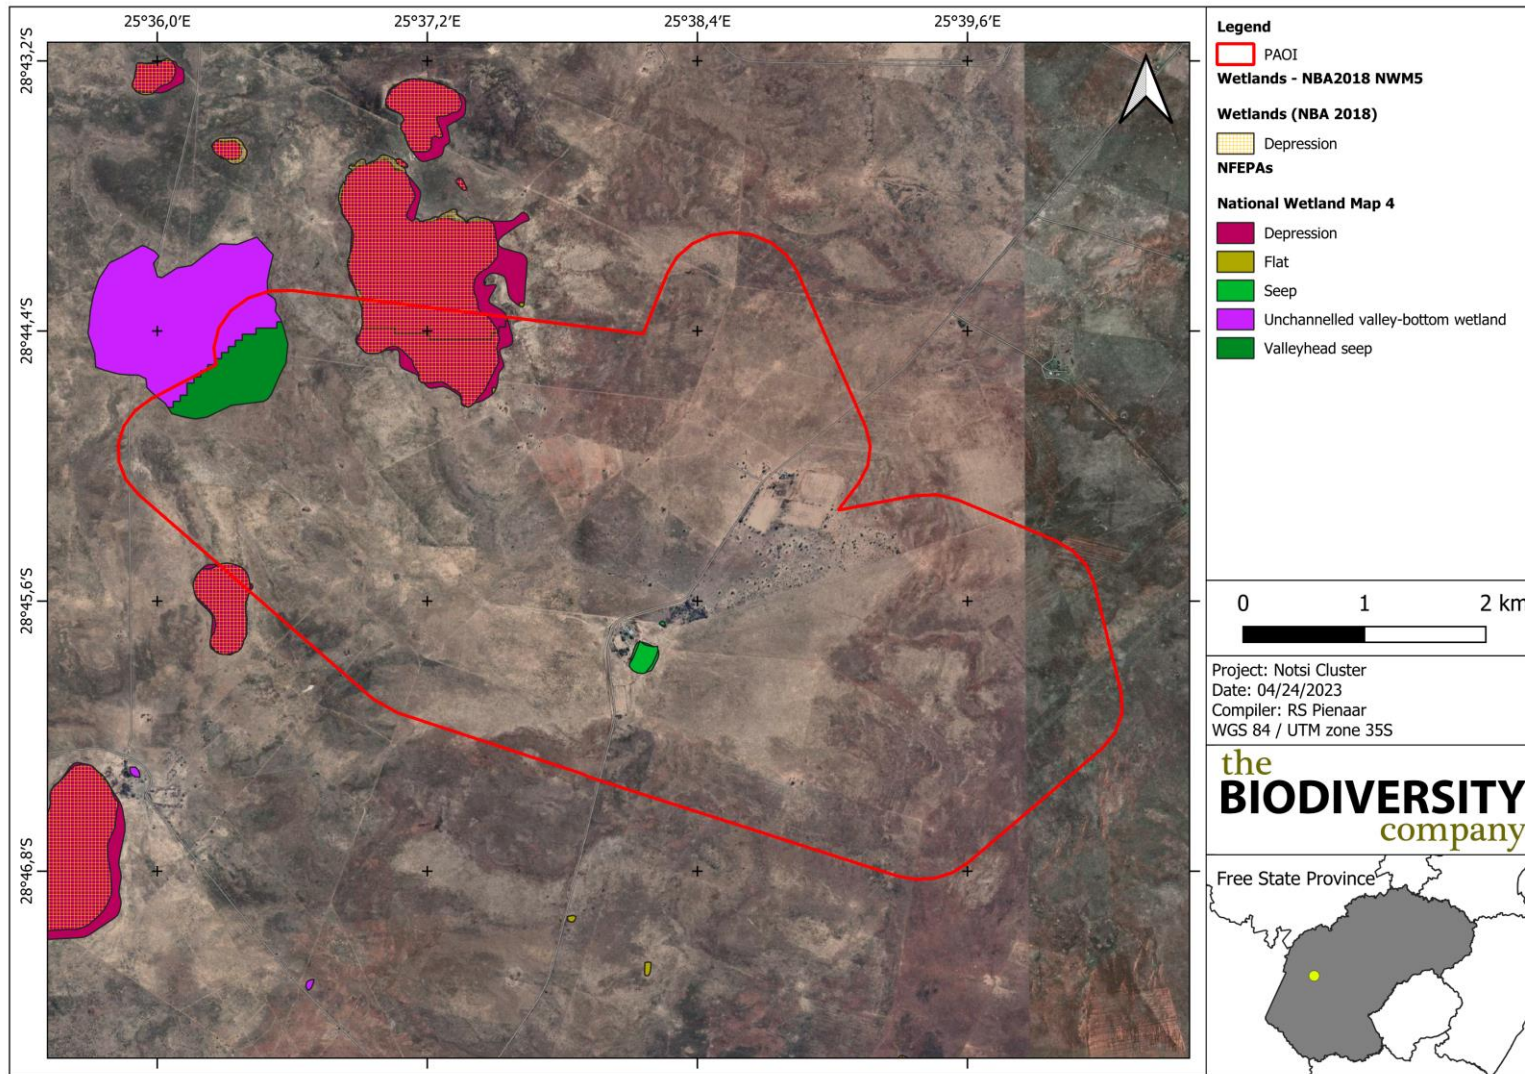 25°36,0'E 25°37,2'E 25°38,4'E 25°39,6'E
28°43,2'S
28°44,4'S
28°45,6'S
28°46,8'S
Legend
PAOI
Wetlands - NBA2018 NWM5
Wetlands (NBA 2018)
Depression
NFEPAs
National Wetland Map 4
Depression
Flat
Seep
Unchannelled valley-bottom wetland
Valleyhead seep
0 1 2 km
Project: Notsi Cluster
Date: 04/24/2023
Compiler: RS Pienaar
WGS 84 / UTM zone 35S
the
BIODIVERSITY
company
Free State Province